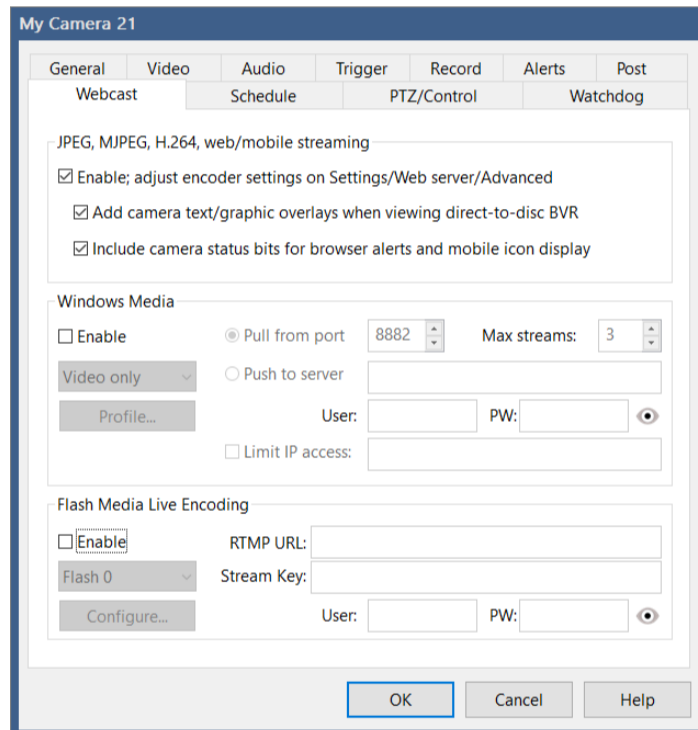 My Camera 21
General Video Audio Trigger Record Alerts Post
Webcast Schedule PTZ/Control Watchdog
JPEG, MJPEG, H.264, web/mobile streaming
Enable; adjust encoder settings on Settings/Web server/Advanced
Add camera text/graphic overlays when viewing direct-to-disc BVR
Include camera status bits for browser alerts and mobile icon display
Windows Media
Enable Pull from port 8882 Max streams: 3
Video only Push to server
Profile... User: PW:
Limit IP access:
Flash Media Live Encoding
Enable RTMP URL:
Flash 0 Stream Key:
Configure... User: PW:
OK Cancel Help